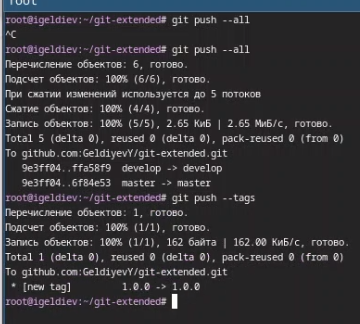 root
root@igeldiev:~/git-extended# git push --all
^C
root@igeldiev:~/git-extended# git push --all
Перечисление объектов: 6, готово.
Подсчет объектов: 100% (6/6), готово.
При сжатии изменений используется до 5 потоков
Сжатие объектов: 100% (4/4), готово.
Запись объектов: 100% (5/5), 2.65 КиБ | 2.65 МиБ/с, готово.
Total 5 (delta 0), reused 0 (delta 0), pack-reused 0 (from 0)
To github.com:GeldiyevY/git-extended.git
9e3ff04..ffa58f9 develop -> develop
9e3ff04..6f84e53 master -> master
root@igeldiev:~/git-extended# git push --tags
Перечисление объектов: 1, готово.
Подсчет объектов: 100% (1/1), готово.
Запись объектов: 100% (1/1), 162 байта | 162.00 КиБ/с, готово.
Total 1 (delta 0), reused 0 (delta 0), pack-reused 0 (from 0)
To github.com:GeldiyevY/git-extended.git
* [new tag] 1.0.0 -> 1.0.0
root@igeldiev:~/git-extended#